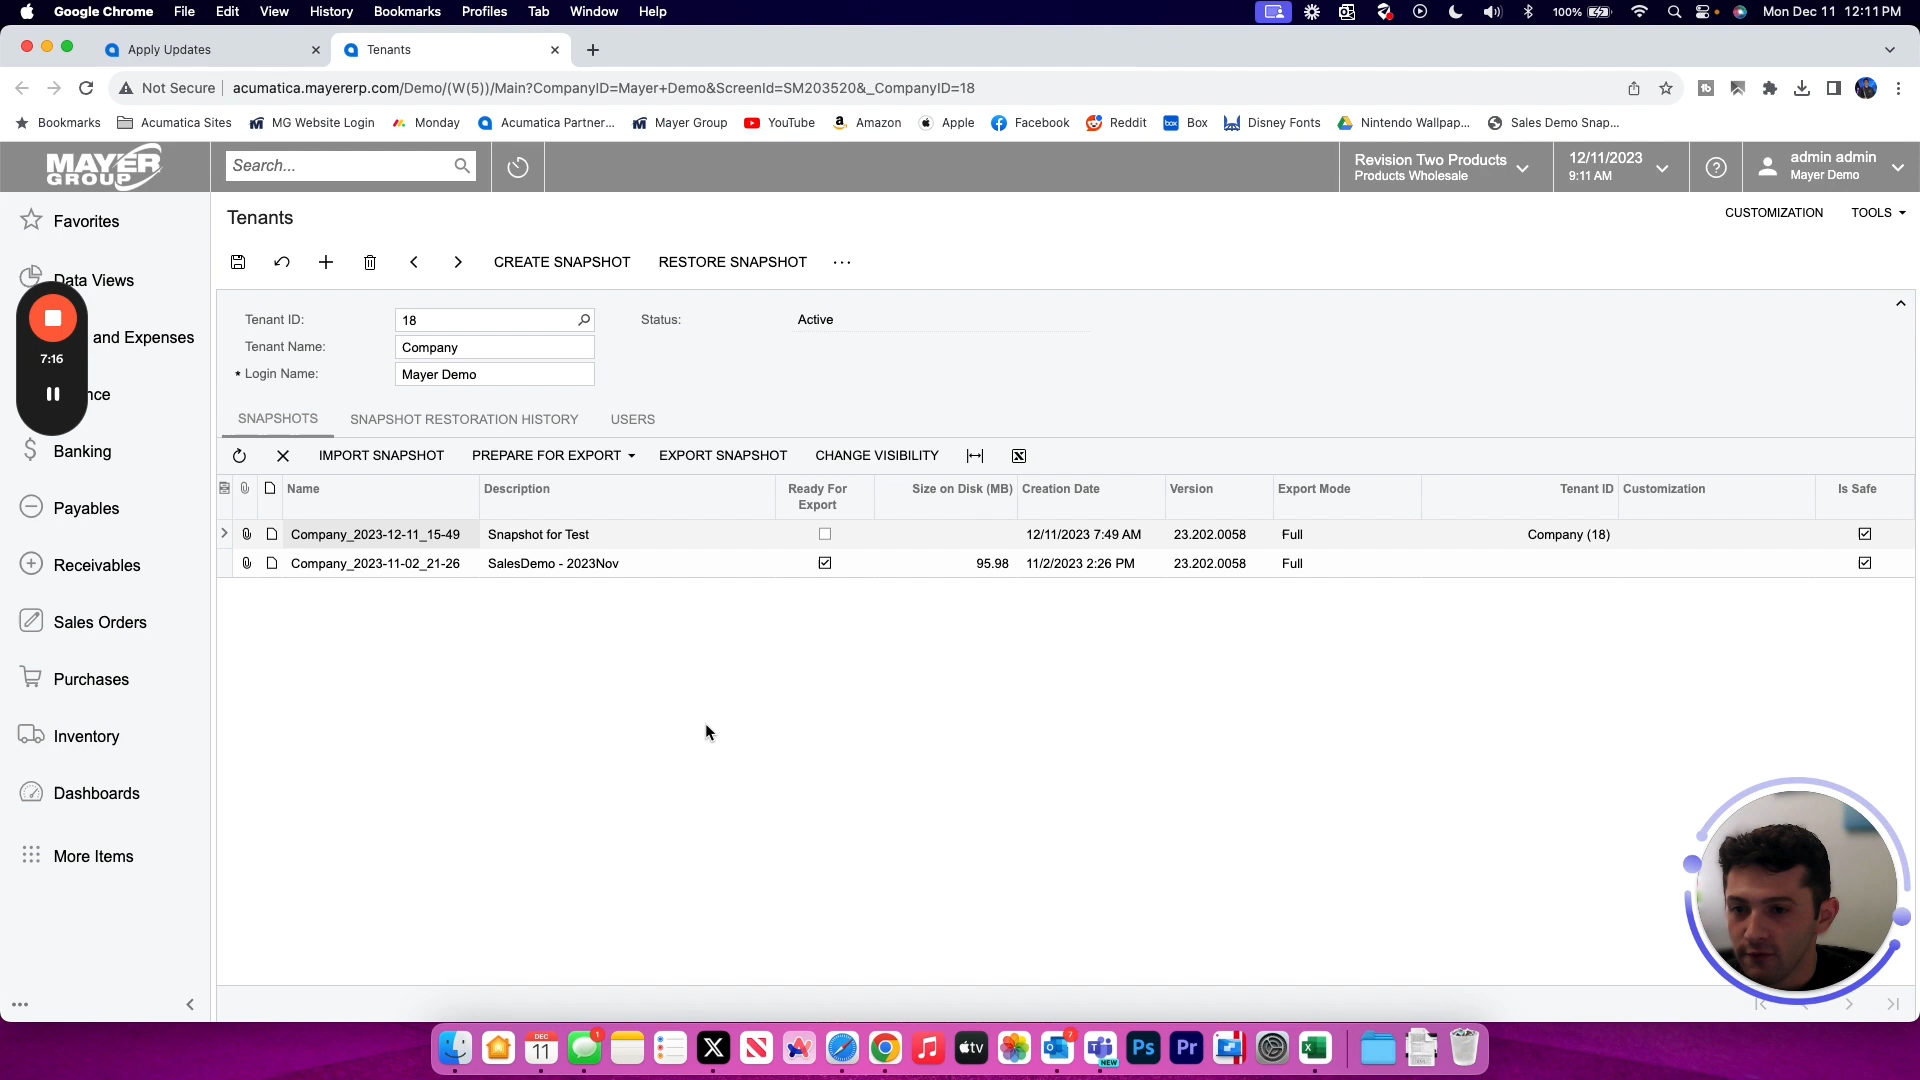 Google Chrome File Edit View History Bookmarks Profiles Tab Window Help 100% Mon Dec 11 12:11 PM
Apply Updates Tenants
Not Secure acumatica.mayererp.com/Demo/(W(5))/Main?CompanyID=Mayer+Demo&ScreenId=SM203520&_CompanyID=18
Bookmarks Acumatica Sites MG Website Login Monday Acumatica Partner... Mayer Group YouTube Amazon Apple Facebook Reddit Box Disney Fonts Nintendo Wallpap... Sales Demo Snap...
MAYER
GROUP
Search...
Revision Two Products
Products Wholesale
12/11/2023
9:11 AM
admin admin
Mayer Demo
Favorites
Data Views
and Expenses
nce
Banking
Payables
Receivables
Sales Orders
Purchases
Inventory
Dashboards
More Items
7:16
Tenants
CUSTOMIZATION TOOLS
CREATE SNAPSHOT RESTORE SNAPSHOT
Tenant ID: 18 Status: Active
Tenant Name: Company
* Login Name: Mayer Demo
SNAPSHOTS SNAPSHOT RESTORATION HISTORY USERS
IMPORT SNAPSHOT PREPARE FOR EXPORT EXPORT SNAPSHOT CHANGE VISIBILITY
Name Description Ready For Export Size on Disk (MB) Creation Date Version Export Mode Tenant ID Customization Is Safe
Company_2023-12-11_15-49 Snapshot for Test 12/11/2023 7:49 AM 23.202.0058 Full Company (18)
Company_2023-11-02_21-26 SalesDemo - 2023Nov 95.98 11/2/2023 2:26 PM 23.202.0058 Full
DEC
11
1
X
tv
7
NEW
Ps
Pr